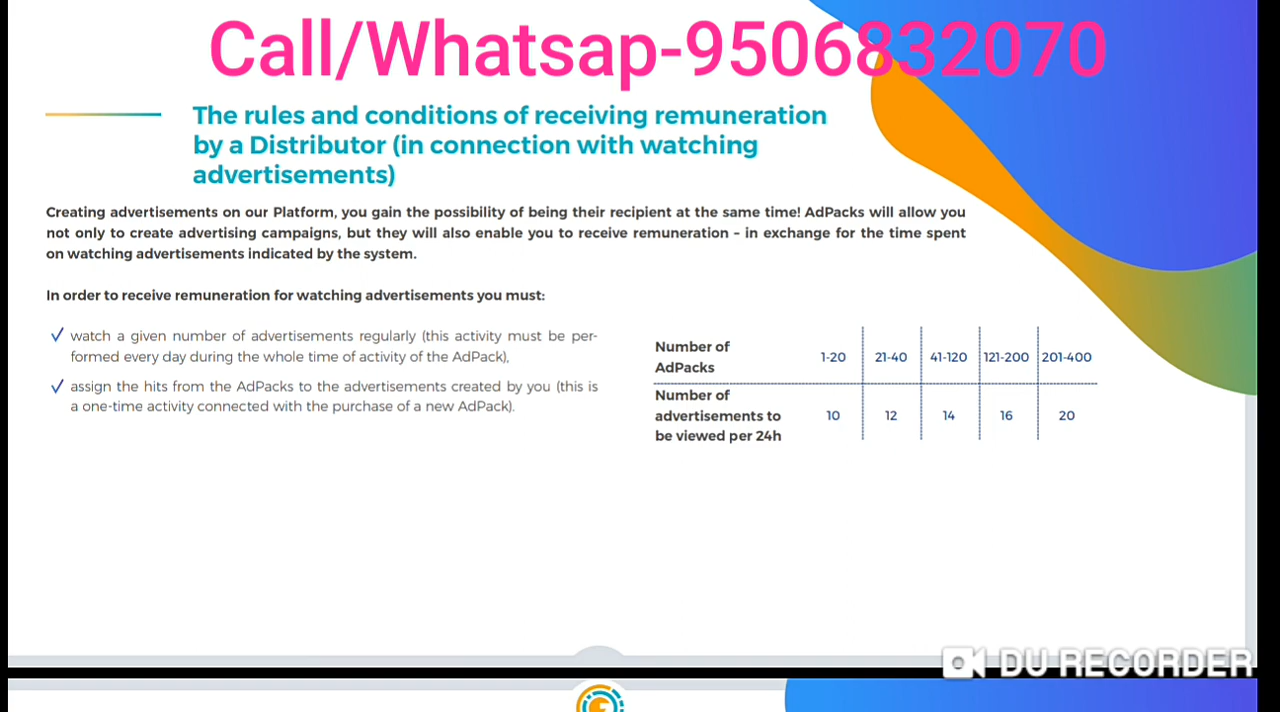 Call/Whatsap-9506832070
The rules and conditions of receiving remuneration
by a Distributor (in connection with watching
advertisements)
Creating advertisements on our Platform, you gain the possibility of being their recipient at the same time! AdPacks will allow you
not only to create advertising campaigns, but they will also enable you to receive remuneration – in exchange for the time spent
on watching advertisements indicated by the system.
In order to receive remuneration for watching advertisements you must:
✓ watch a given number of advertisements regularly (this activity must be per-
formed every day during the whole time of activity of the AdPack),
✓ assign the hits from the AdPacks to the advertisements created by you (this is
a one-time activity connected with the purchase of a new AdPack).
Number of
AdPacks
1-20 21-40 41-120 121-200 201-400
Number of
advertisements to
be viewed per 24h
10 12 14 16 20
DU RECORDER